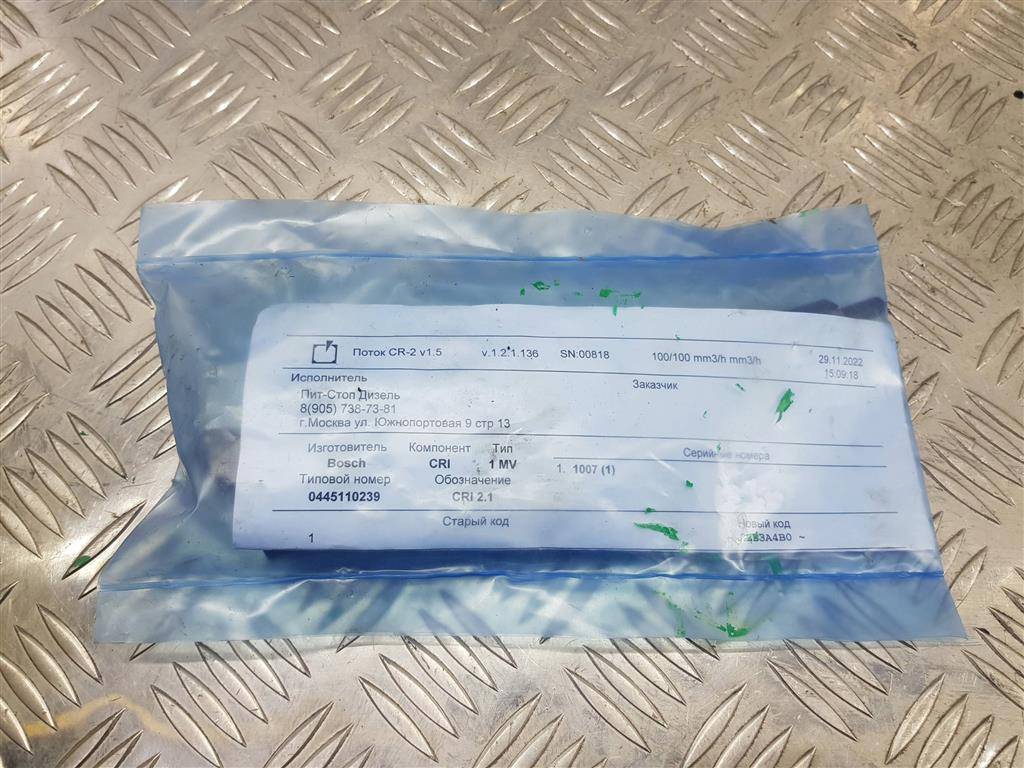 Поток CR-2 v1.5 v.1.2.1.136 SN:00818 100/100 mm3/h mm3/h 29.11.2022
15:09:18
Исполнитель Заказчик
Пит-Стоп Дизель
8(905) 738-73-81
г.Москва ул. Южнопортовая 9 стр 13
Изготовитель Компонент Тип Серийные номера
Bosch CRI 1 MV 1. 1007 (1)
Типовой номер Обозначение
0445110239 CRI 2.1
Старый код Новый код
1